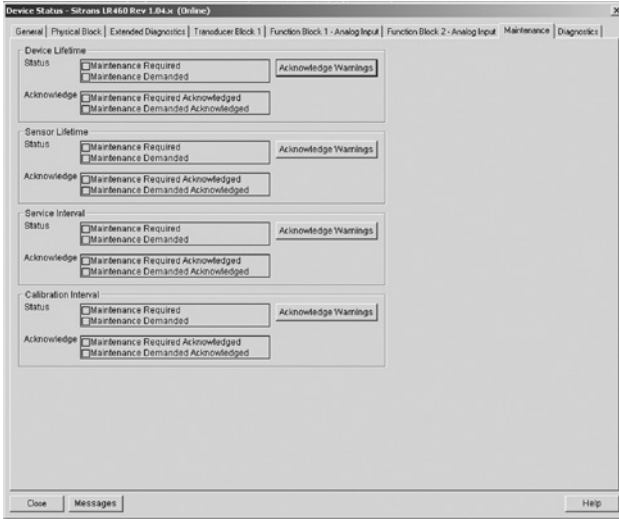 Device Status - Sitrans LR460 Rev 1.04.x (Online)
General Physical Block Extended Diagnostics Transducer Block 1 Function Block 1 - Analog Input Function Block 2 - Analog Input Maintenance Diagnostics
Device Lifetime
Status
Maintenance Required
Maintenance Demanded
Acknowledge Warnings
Acknowledge
Maintenance Required Acknowledged
Maintenance Demanded Acknowledged
Sensor Lifetime
Status
Maintenance Required
Maintenance Demanded
Acknowledge Warnings
Acknowledge
Maintenance Required Acknowledged
Maintenance Demanded Acknowledged
Service Interval
Status
Maintenance Required
Maintenance Demanded
Acknowledge Warnings
Acknowledge
Maintenance Required Acknowledged
Maintenance Demanded Acknowledged
Calibration Interval
Status
Maintenance Required
Maintenance Demanded
Acknowledge Warnings
Acknowledge
Maintenance Required Acknowledged
Maintenance Demanded Acknowledged
Close Messages Help